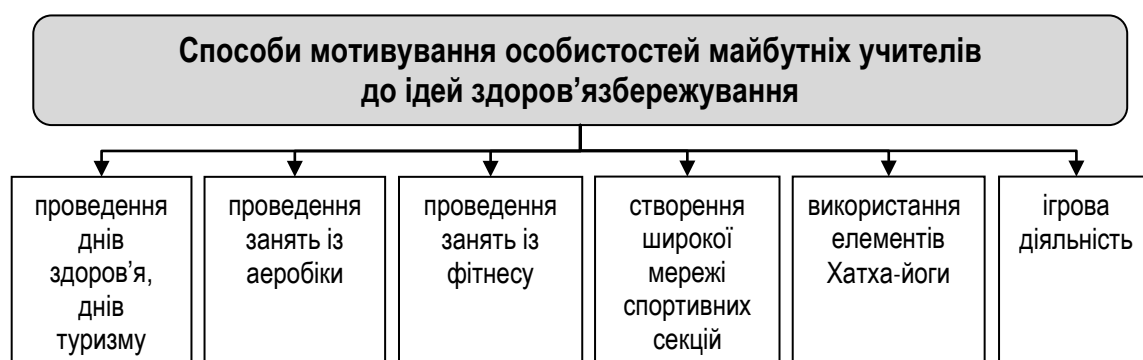 Способи мотивування особистостей майбутніх учителів
до ідей здоров’язбережування
проведення
днів
здоров’я,
днів
туризму
проведення
занять із
аеробіки
проведення
занять із
фітнесу
створення
широкої
мережі
спортивних
секцій
використання
елементів
Хатха-йоги
ігрова
діяльність